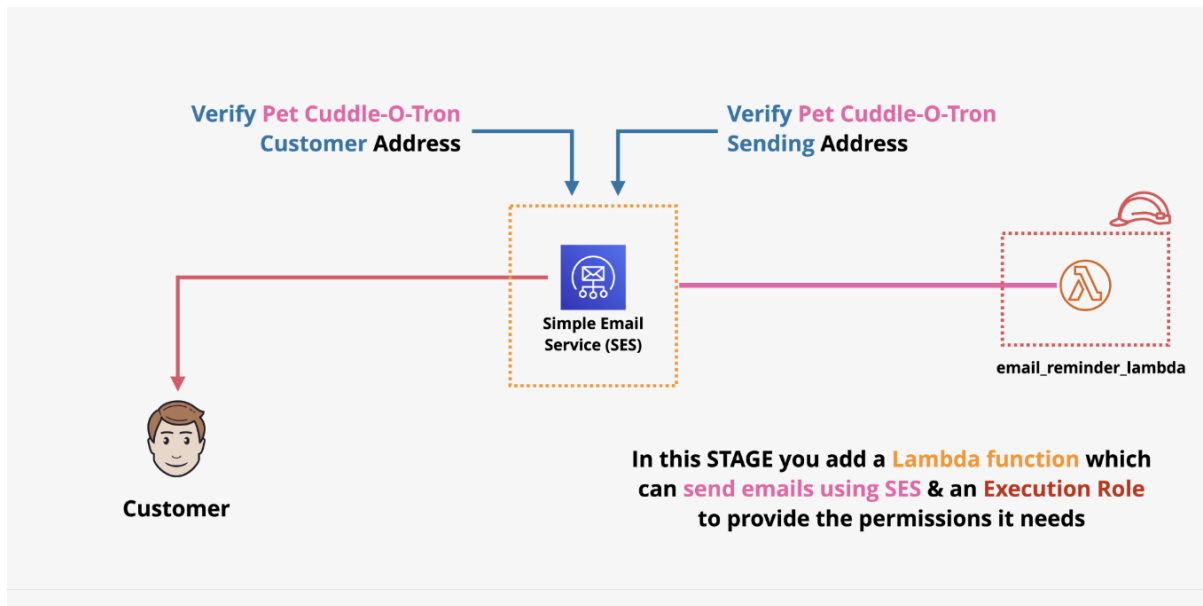 Verify Pet Cuddle-O-Tron
Customer Address
Verify Pet Cuddle-O-Tron
Sending Address
Simple Email
Service (SES)
email_reminder_lambda
Customer
In this STAGE you add a Lambda function which
can send emails using SES & an Execution Role
to provide the permissions it needs